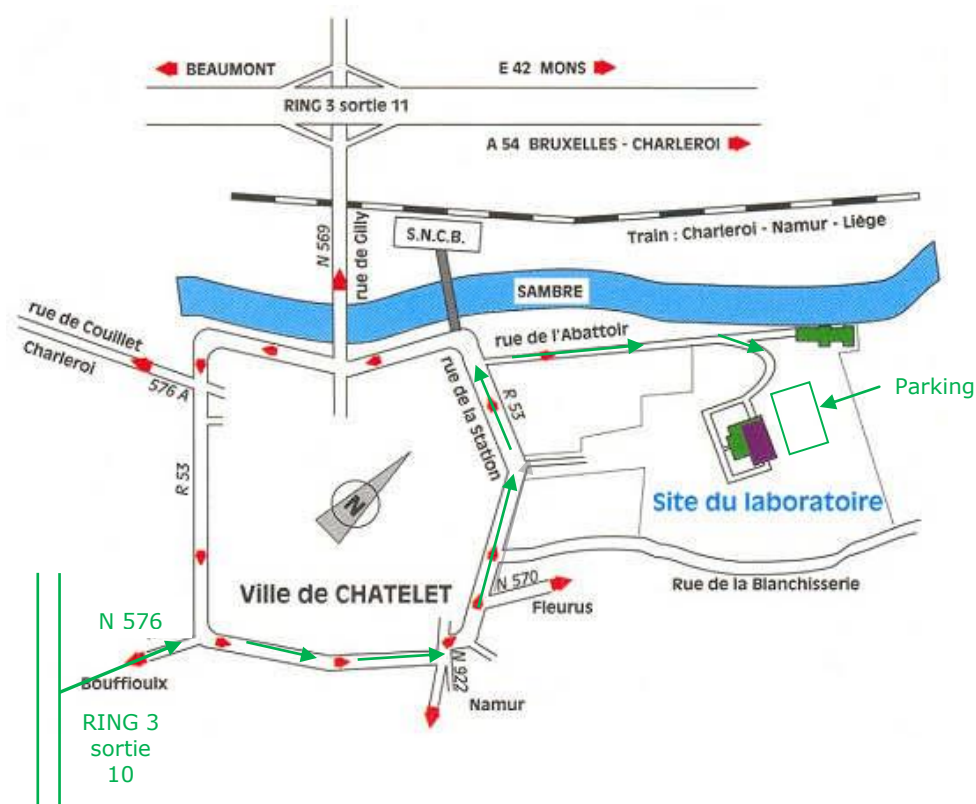 BEAUMONT
E 42 MONS
RING 3 sortie 11
A 54 BRUXELLES - CHARLEROI
N 569
rue de Gilly
S.N.C.B.
Train : Charleroi - Namur - Liège
SAMBRE
rue de Couillet
Charleroi
576 A
rue de l'Abattoir
R 53
rue de la Station
Parking
R 53
N
Site du laboratoire
Ville de CHATELET
N 570
Fleurus
Rue de la Blanchisserie
N 576
Bouffioulx
N 922
Namur
RING 3
sortie
10